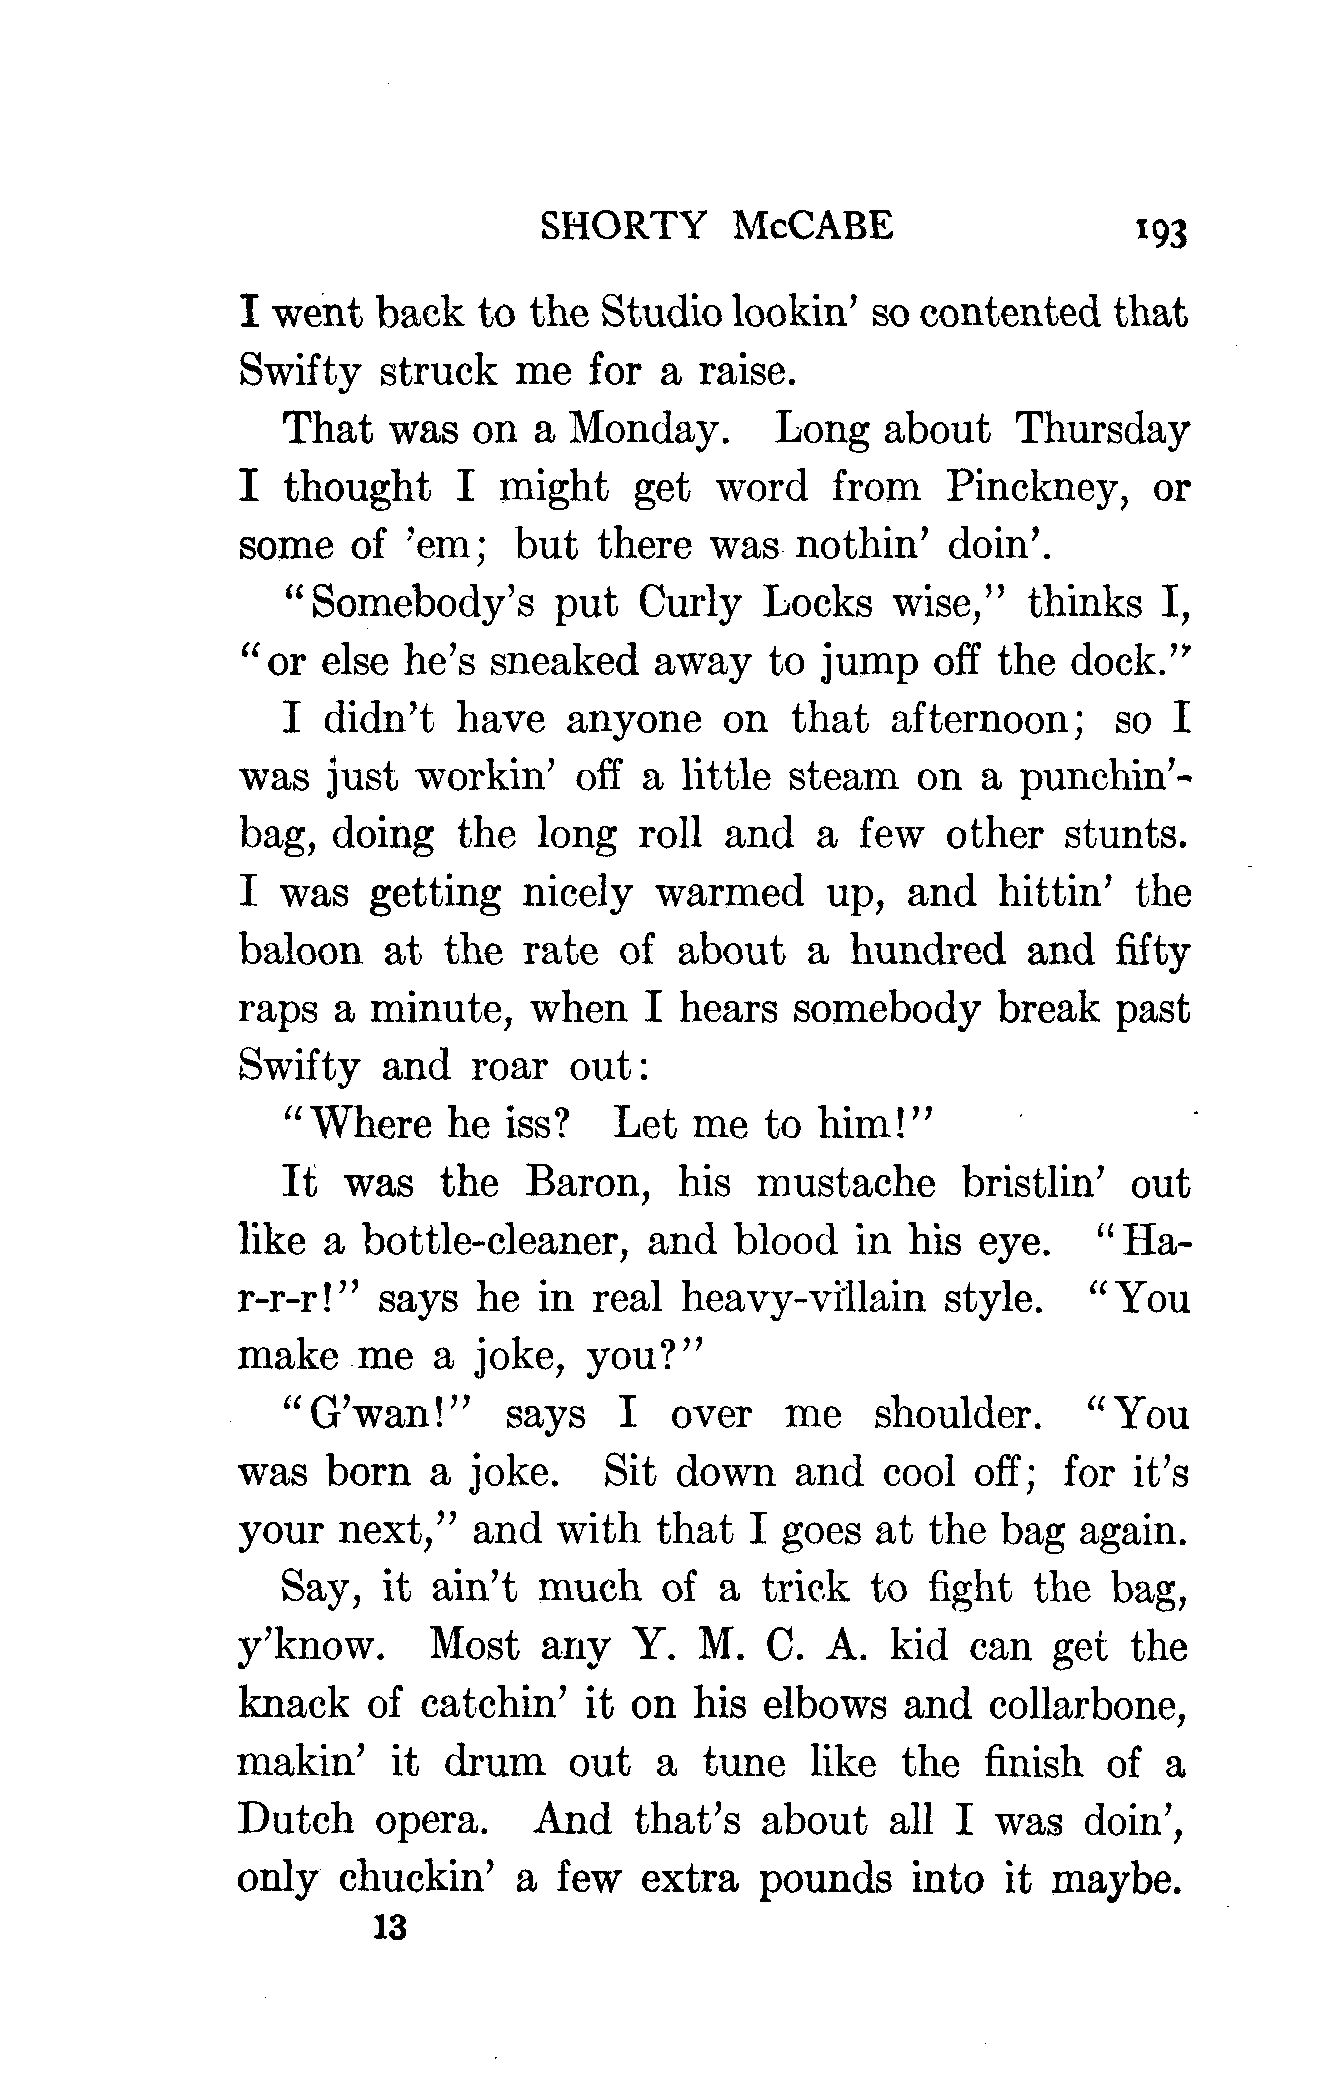 SHORTY McCABE 193
I went back to the Studio lookin' so contented that
Swifty struck me for a raise.
That was on a Monday. Long about Thursday
I thought I might get word from Pinckney, or
some of 'em; but there was nothin' doin'.
"Somebody's put Curly Locks wise," thinks I,
"or else he's sneaked away to jump off the dock."
I didn't have anyone on that afternoon; so I
was just workin' off a little steam on a punchin'-
bag, doing the long roll and a few other stunts.
I was getting nicely warmed up, and hittin' the
baloon at the rate of about a hundred and fifty
raps a minute, when I hears somebody break past
Swifty and roar out:
"Where he iss? Let me to him!"
It was the Baron, his mustache bristlin' out
like a bottle-cleaner, and blood in his eye. "Ha-
r-r-r!" says he in real heavy-villain style. "You
make me a joke, you?"
"G'wan!" says I over me shoulder. "You
was born a joke. Sit down and cool off; for it's
your next," and with that I goes at the bag again.
Say, it ain't much of a trick to fight the bag,
y'know. Most any Y. M. C. A. kid can get the
knack of catchin' it on his elbows and collarbone,
makin' it drum out a tune like the finish of a
Dutch opera. And that's about all I was doin',
only chuckin' a few extra pounds into it maybe.
13